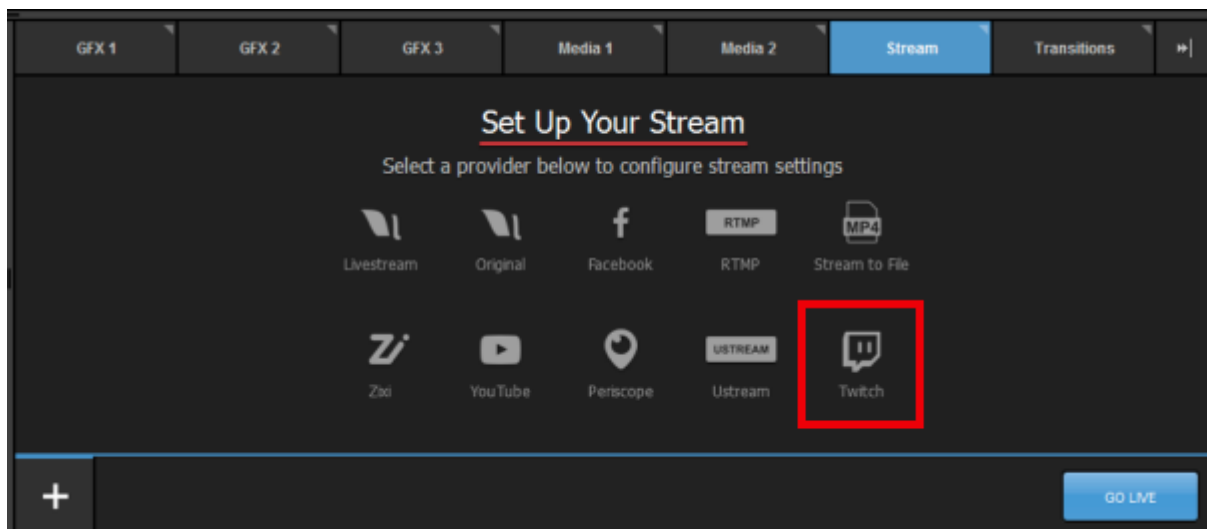 GFX 1 GFX 2 GFX 3 Media 1 Media 2 Stream Transitions
Set Up Your Stream
Select a provider below to configure stream settings
RTMP MP4
Livestream Original Facebook RTMP Stream to File
Zi USTREAM
Zixi YouTube Periscope Ustream Twitch
+ GO LIVE